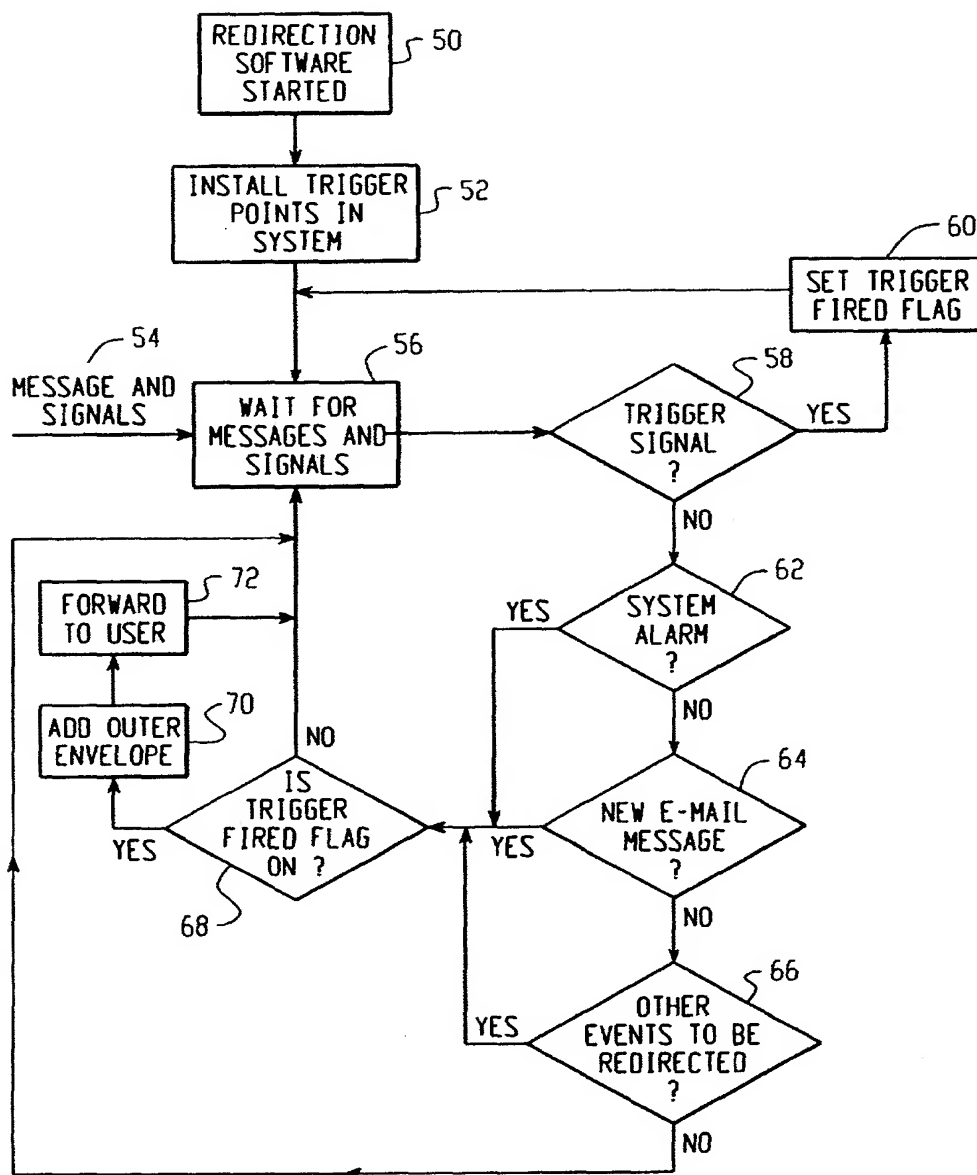 REDIRECTION
SOFTWARE
STARTED
50
INSTALL TRIGGER
POINTS IN
SYSTEM
52
60
SET TRIGGER
FIRED FLAG
54
MESSAGE AND
SIGNALS
56
WAIT FOR
MESSAGES AND
SIGNALS
58
TRIGGER
SIGNAL
?
YES
NO
62
SYSTEM
ALARM
?
YES
NO
72
FORWARD
TO USER
70
ADD OUTER
ENVELOPE
NO
IS
TRIGGER
FIRED FLAG
ON ?
YES
68
64
NEW E-MAIL
MESSAGE
?
YES
NO
66
OTHER
EVENTS TO BE
REDIRECTED
?
YES
NO